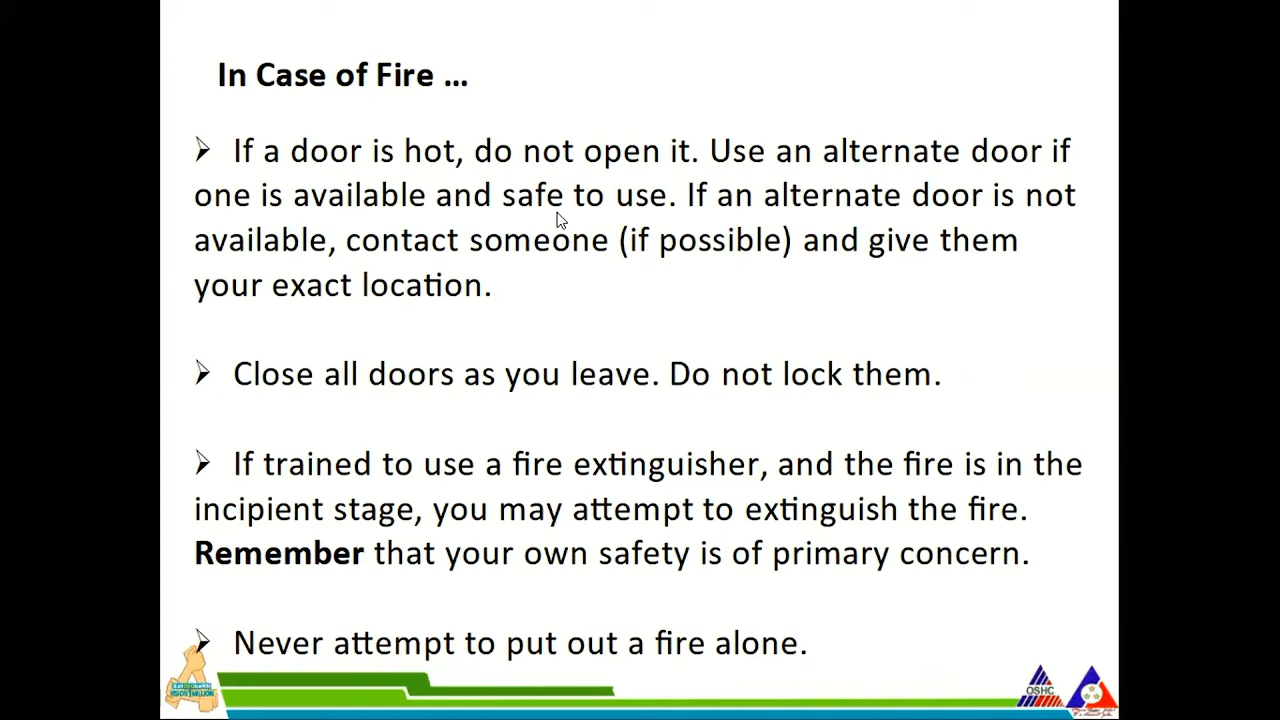 In Case of Fire ...
➢ If a door is hot, do not open it. Use an alternate door if
one is available and safe to use. If an alternate door is not
available, contact someone (if possible) and give them
your exact location.
➢ Close all doors as you leave. Do not lock them.
➢ If trained to use a fire extinguisher, and the fire is in the
incipient stage, you may attempt to extinguish the fire.
Remember that your own safety is of primary concern.
➢ Never attempt to put out a fire alone.
OSHC